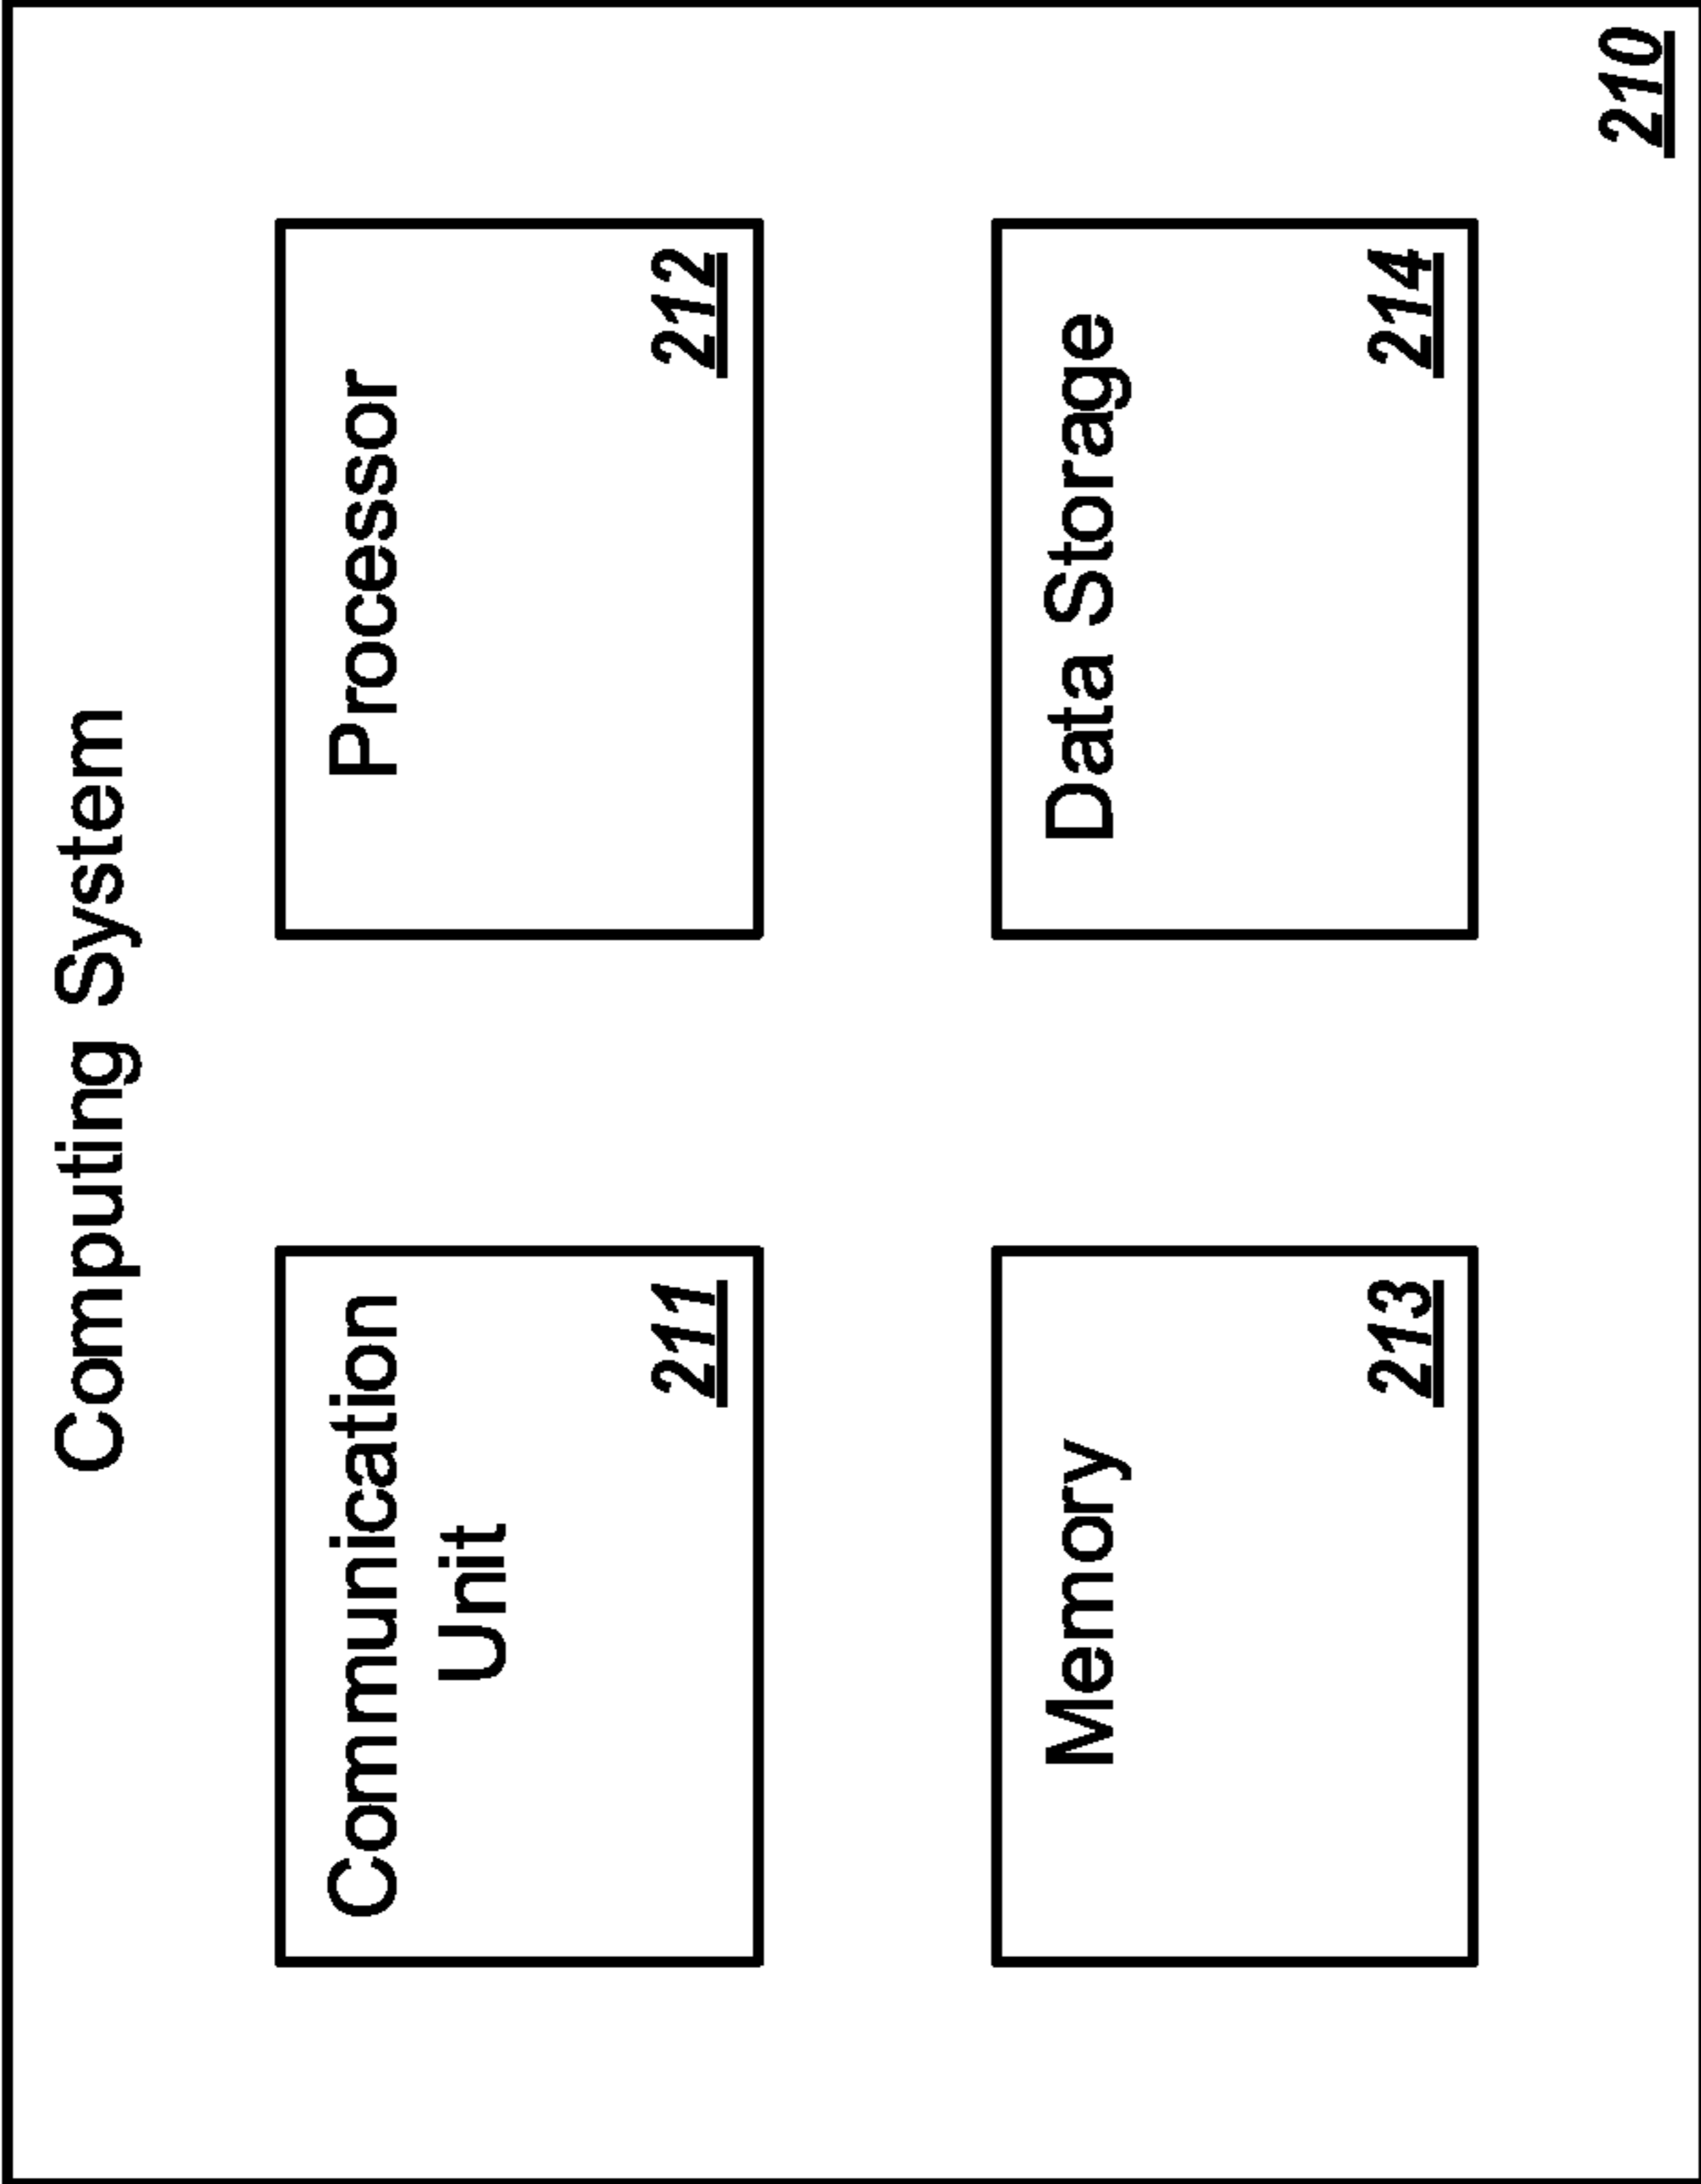 Computing System
Communication
Unit
211
Processor
212
Memory
213
Data Storage
214
210